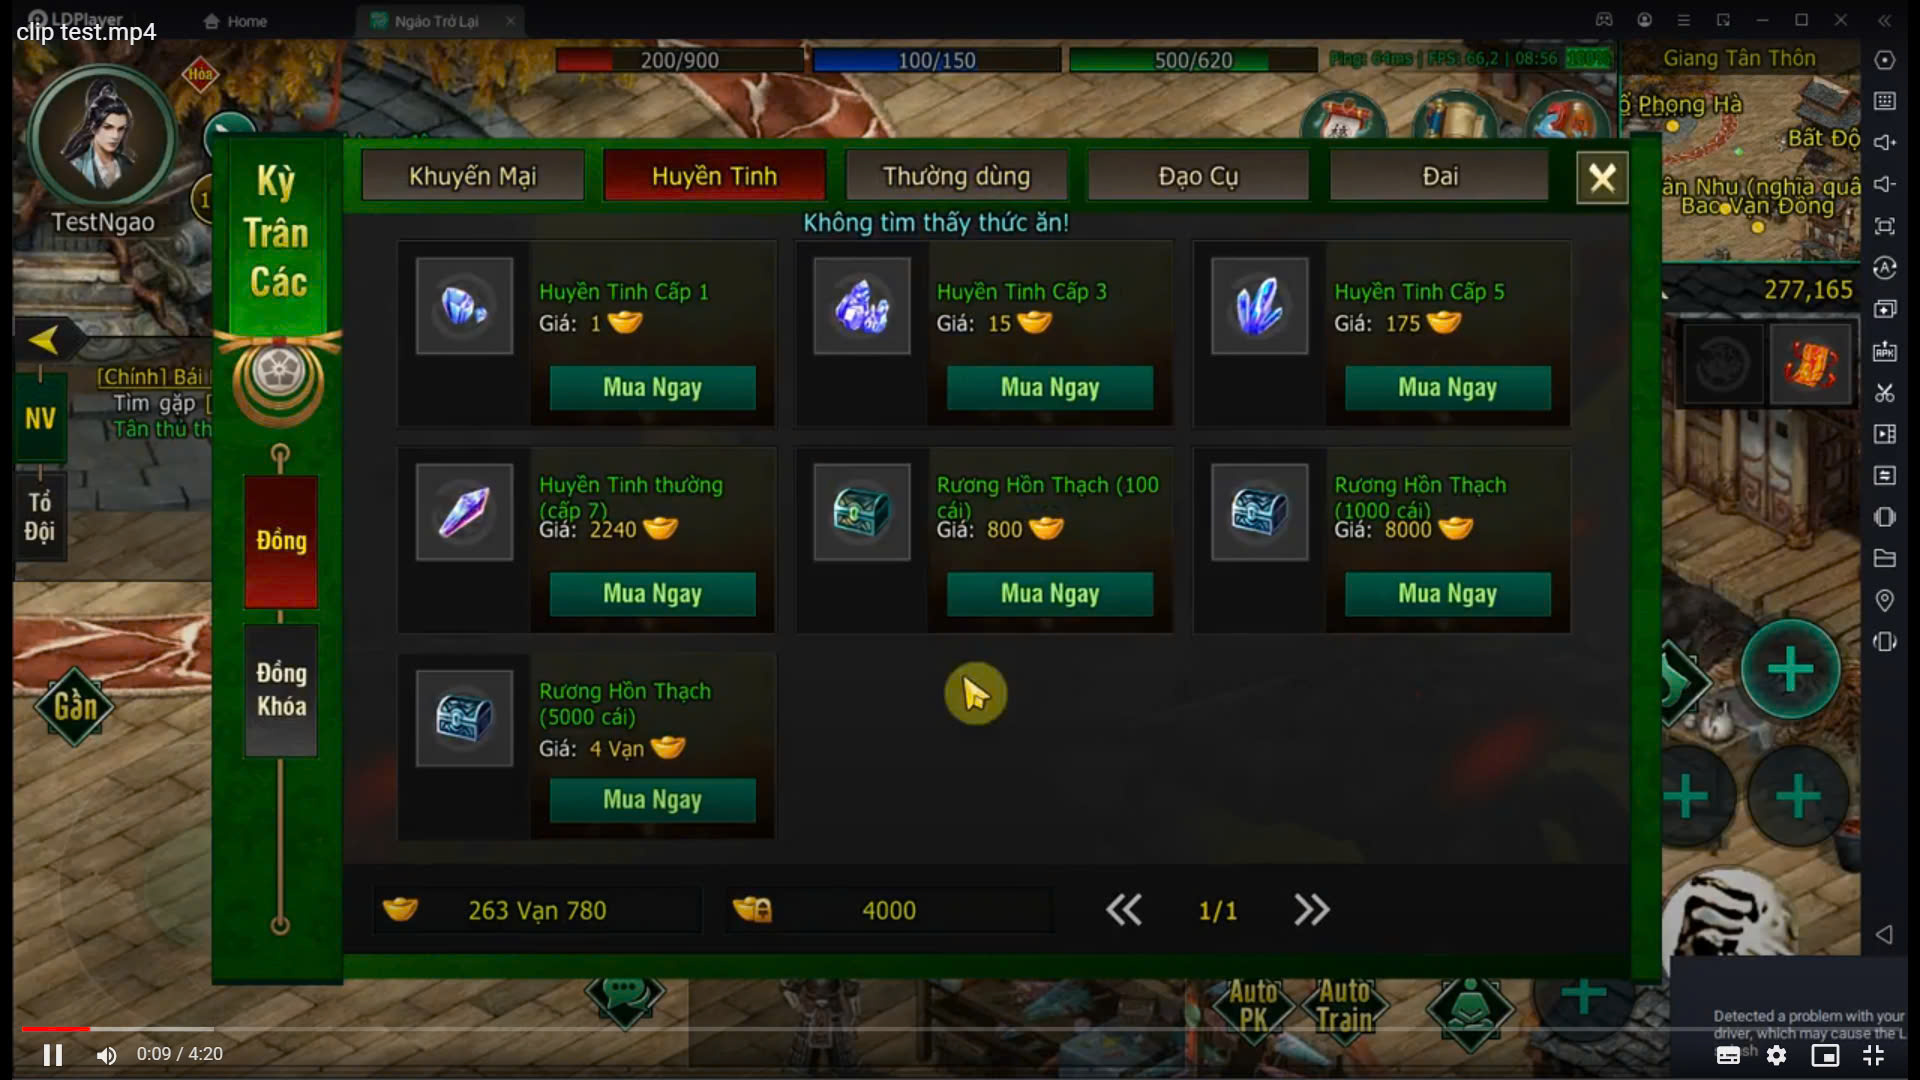 LDPlayer
Home
Ngáo Trở Lại
clip test.mp4
Hỏa
200/900
100/150
500/620
Ping: 64ms | FPS: 66,2 | 08:56
100%
Giang Tân Thôn
Phong Hà
Bất Độ
ân Nhu (nghĩa quâ
Bao Vạn Đồng
TestNgao
277,165
Kỳ
Trân
Các
Khuyến Mại
Huyền Tinh
Thường dùng
Đạo Cụ
Đai
Không tìm thấy thức ăn!
Huyền Tinh Cấp 1
Giá: 1
Mua Ngay
Huyền Tinh Cấp 3
Giá: 15
Mua Ngay
Huyền Tinh Cấp 5
Giá: 175
Mua Ngay
Huyền Tinh thường
(cấp 7)
Giá: 2240
Mua Ngay
Rương Hồn Thạch (100
cái)
Giá: 800
Mua Ngay
Rương Hồn Thạch
(1000 cái)
Giá: 8000
Mua Ngay
Rương Hồn Thạch
(5000 cái)
Giá: 4 Vạn
Mua Ngay
[Chính] Bái
Tìm gặp [
Tân thủ th
NV
Tổ
Đội
Đồng
Đồng
Khóa
Gần
263 Vạn 780
4000
1/1
Auto
PK
Auto
Train
APK
Detected a problem with your
driver, which may cause the L
0:09 / 4:20